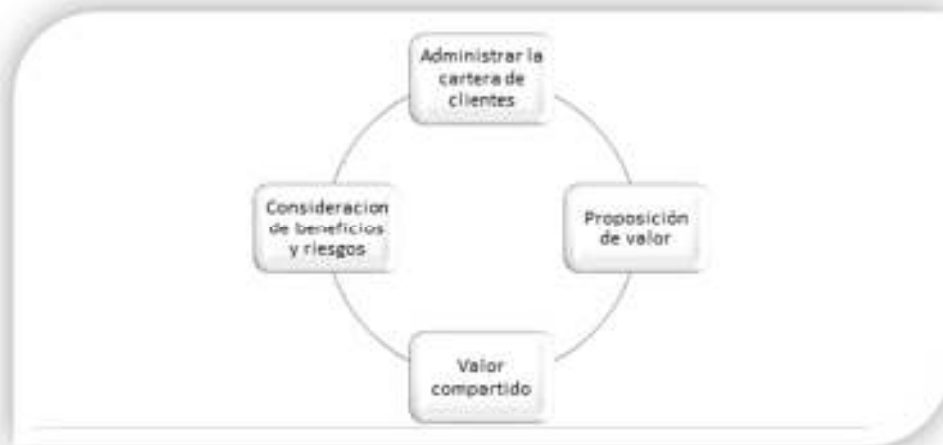 Administrar la
cartera de
clientes
Proposición
de valor
Valor
compartido
Consideracion
de beneficios
y riesgos